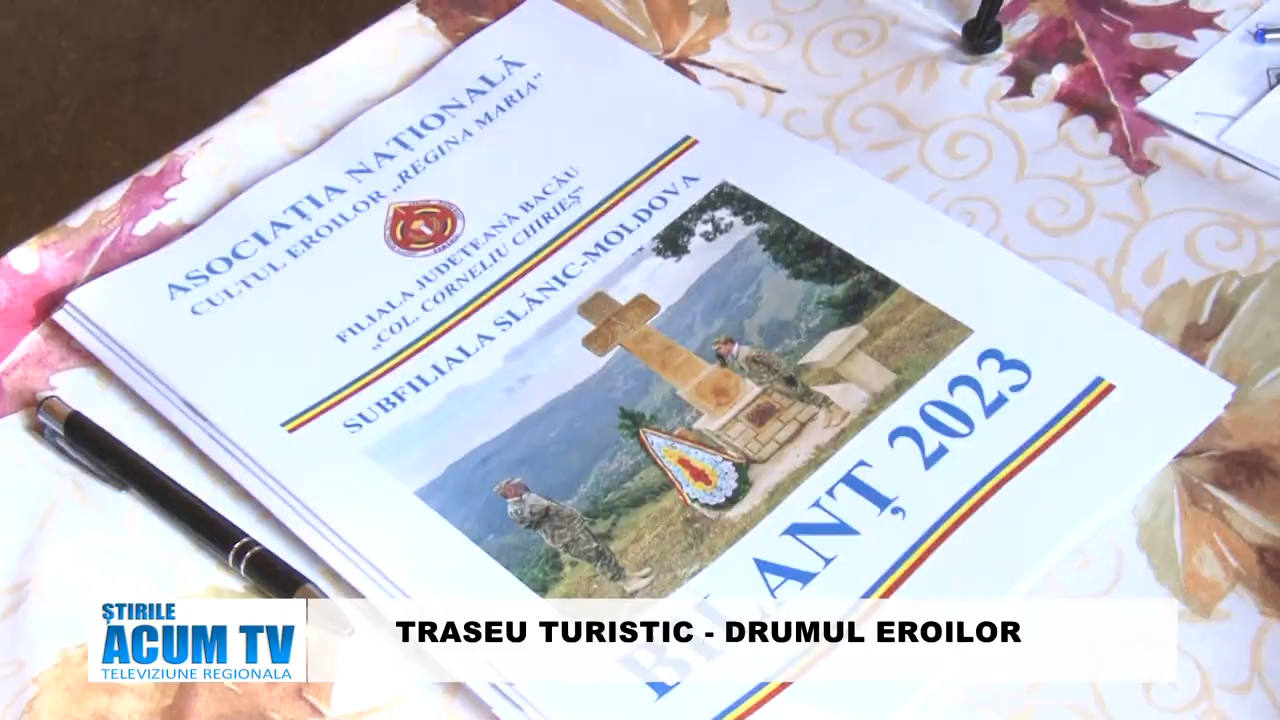 ASOCIAȚIA NAȚIONALĂ
CULTUL EROILOR „REGINA MARIA"
FILIALA JUDEȚEANĂ BACĂU
„COL. CORNELIU CHIRIEȘ"
SUBFILIALA SLĂNIC-MOLDOVA
BILANȚ 2023
ȘTIRILE
ACUM TV
TELEVIZIUNE REGIONALA
TRASEU TURISTIC - DRUMUL EROILOR